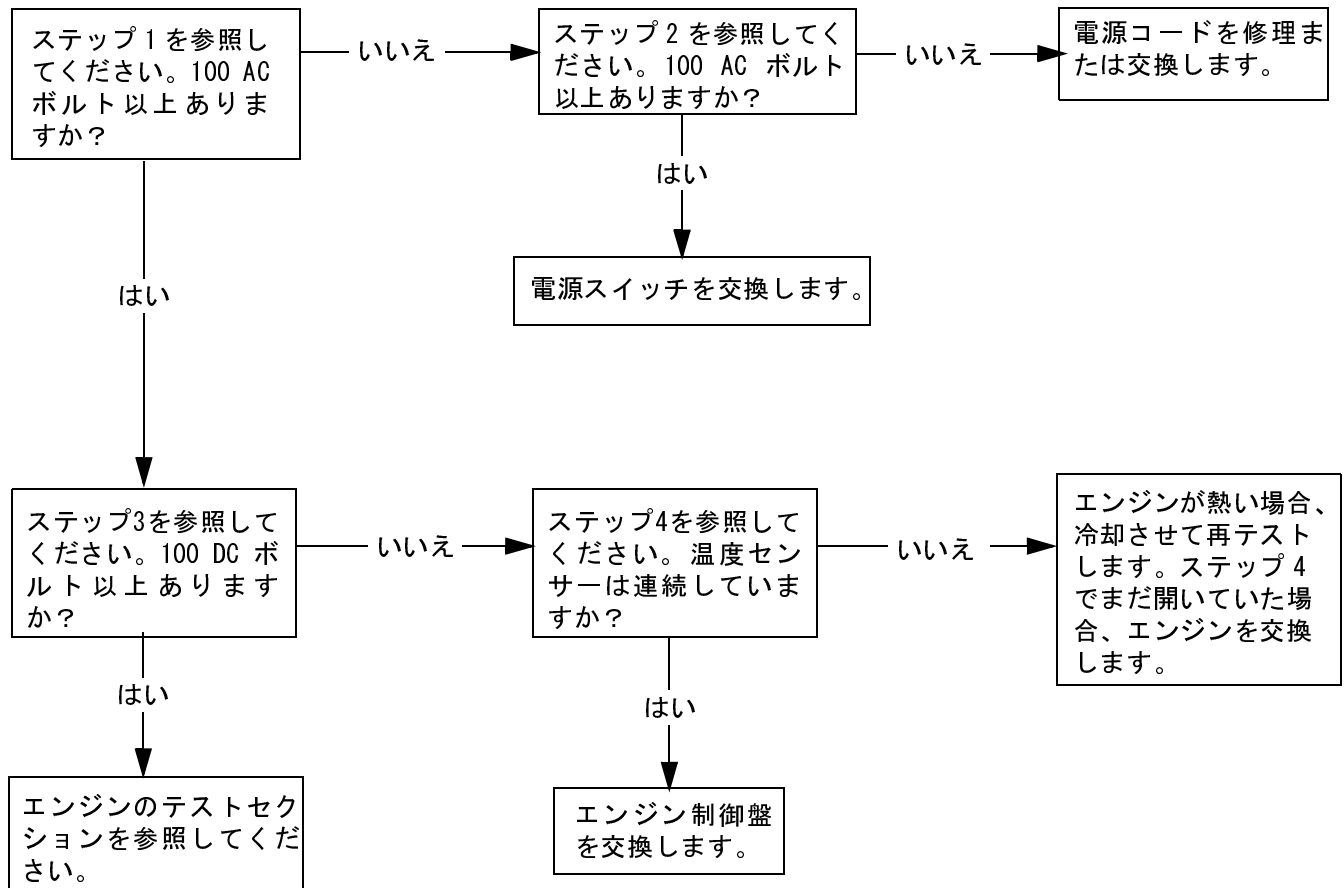 ステップ 1 を参照し
てください。100 AC
ボルト以上ありま
すか？
いいえ
ステップ 2 を参照してく
ださい。100 AC ボルト
以上ありますか？
いいえ
電源コードを修理ま
たは交換します。
はい
電源スイッチを交換します。
はい
ステップ3を参照して
ください。100 DC ボ
ルト以上あります
か？
いいえ
ステップ4を参照して
ください。温度セン
サーは連続していま
すか？
いいえ
エンジンが熱い場合、
冷却させて再テスト
します。ステップ 4
でまだ開いていた場
合、エンジンを交換
します。
はい
エンジンのテストセク
ションを参照してくだ
さい。
はい
エンジン制御盤
を交換します。